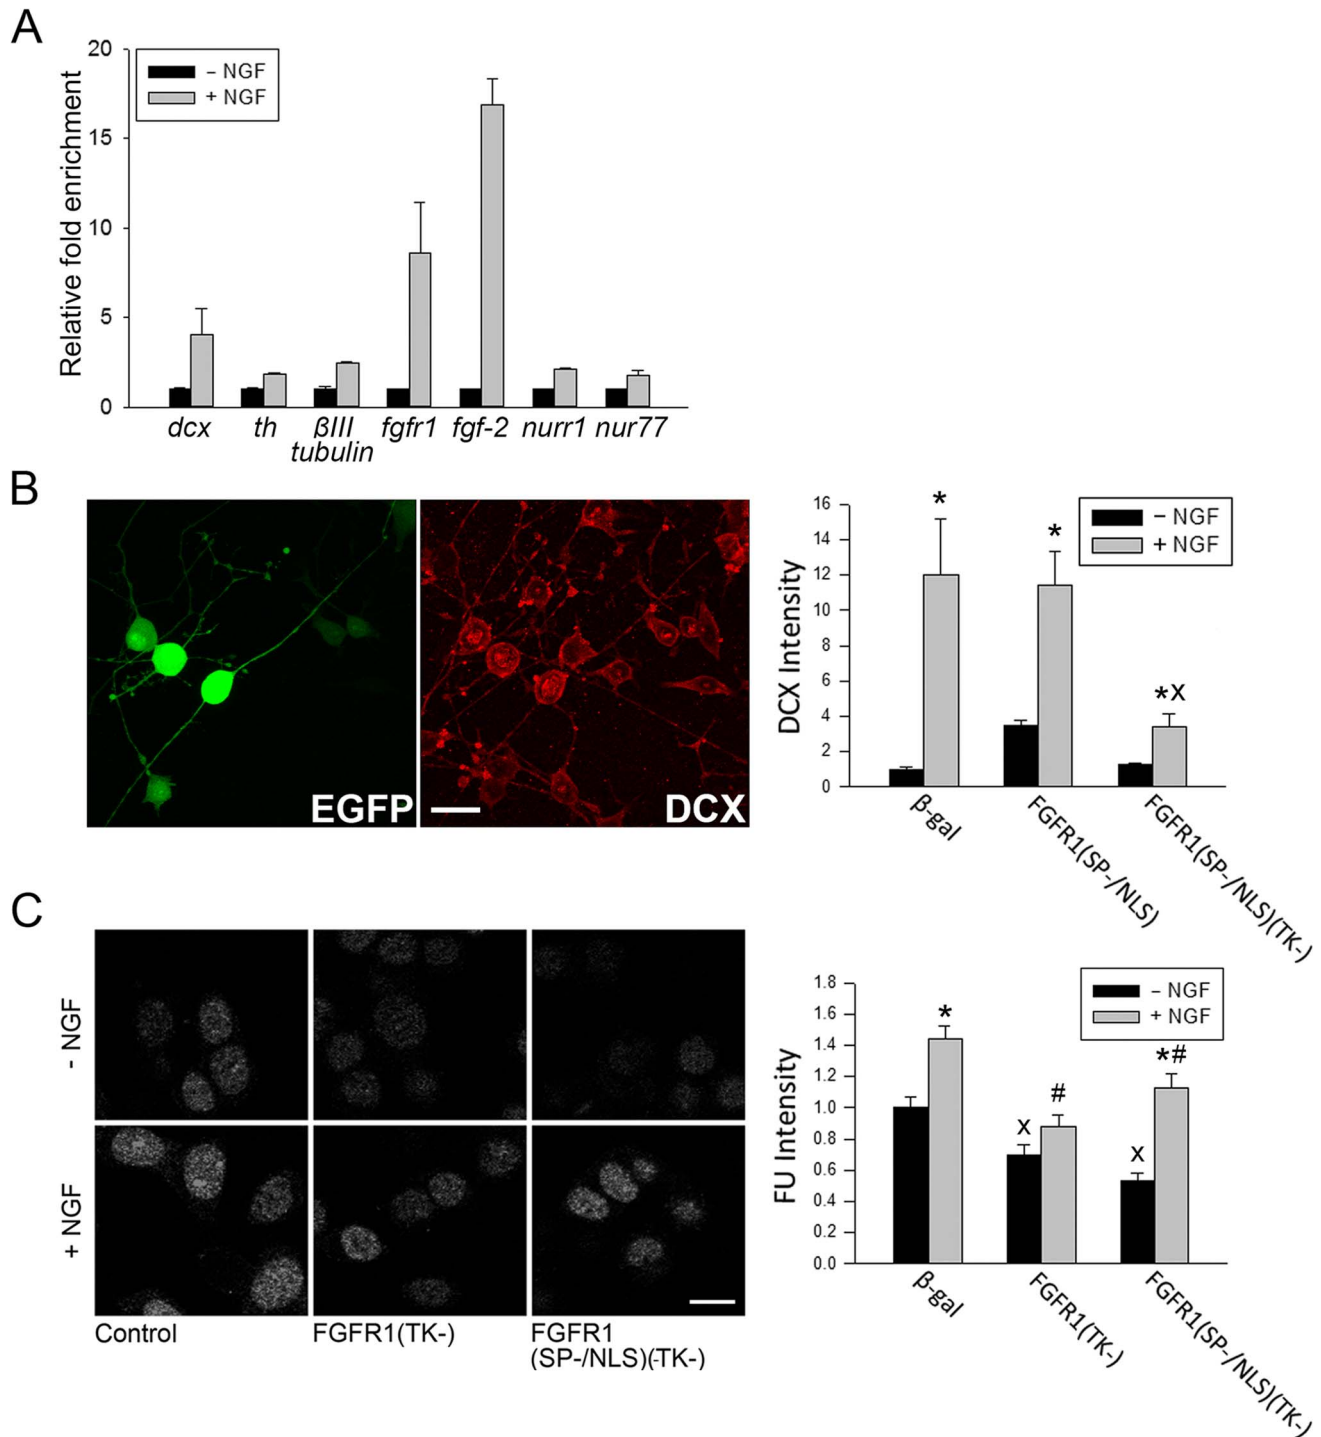 A
20
15
10
5
0
Relative fold enrichment
– NGF
+ NGF
dcx th βIII fgfr1 fgf-2 nurr1 nur77
tubulin
B
EGFP
DCX
16
14
12
10
8
6
4
2
0
DCX Intensity
– NGF
+ NGF
*
*
*x
β-gal
FGFR1(SP-/NLS)
FGFR1(SP-/NLS)(TK-)
C
- NGF
+ NGF
Control
FGFR1(TK-)
FGFR1
(SP-/NLS)(-TK-)
1.8
1.6
1.4
1.2
1.0
0.8
0.6
0.4
0.2
0.0
FU Intensity
– NGF
+ NGF
*
x
#
x
*#
β-gal
FGFR1(TK-)
FGFR1(SP-/NLS)(TK-)